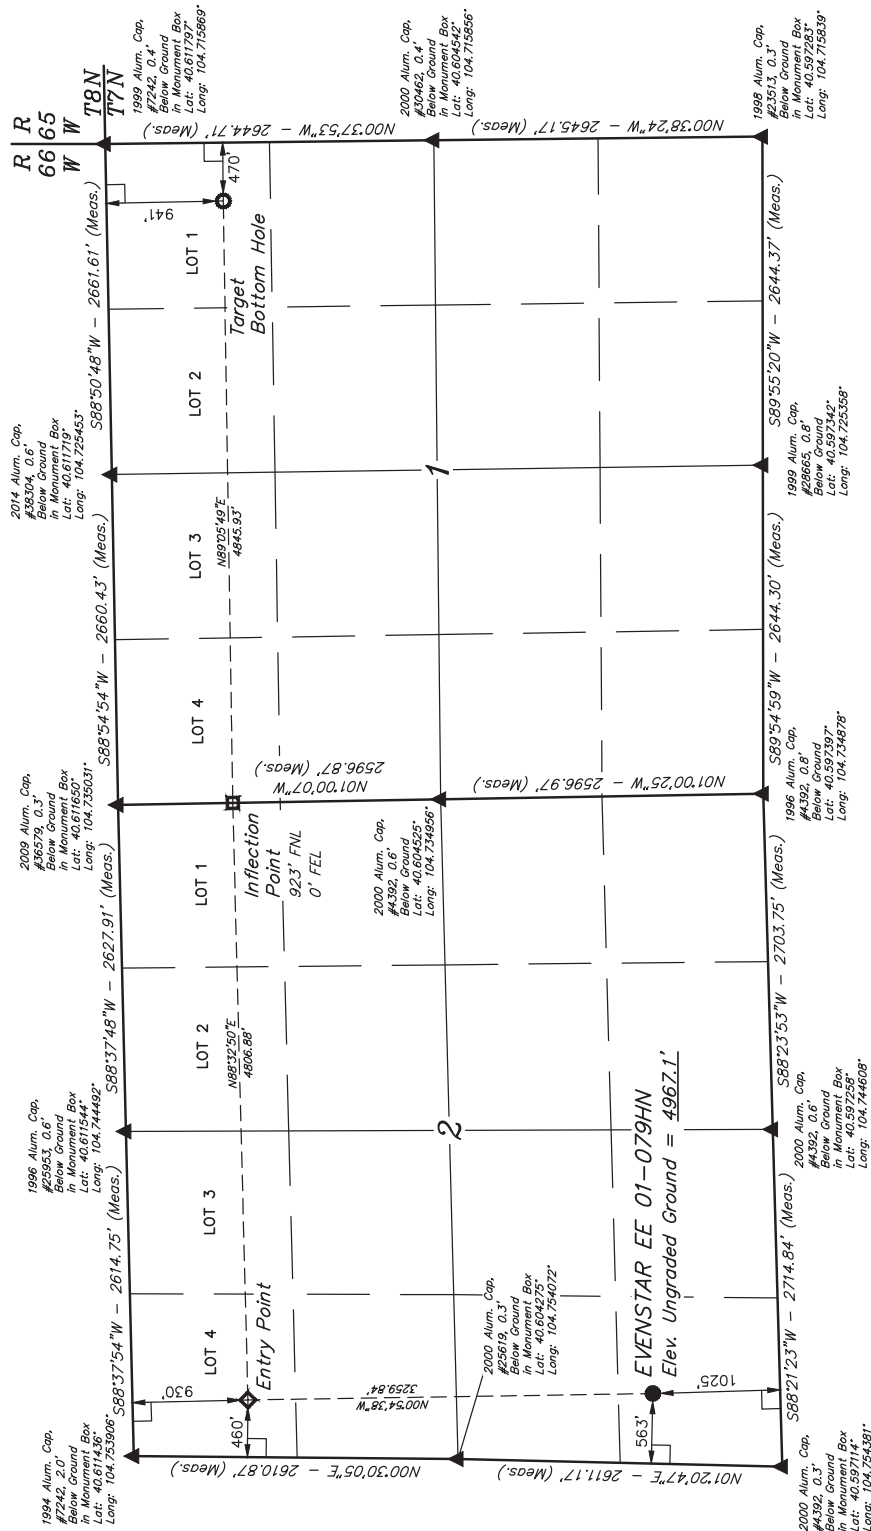 R R
66 65
W W
T8N
T7N
1994 Alum. Cap,
#7242, 2.0'
Below Ground
in Monument Box
Lat: 40.611436°
Long: 104.753906°
S88°37'54"W - 2614.75' (Meas.)
1996 Alum. Cap,
#25953, 0.6'
Below Ground
in Monument Box
Lat: 40.611544°
Long: 104.744492°
S88°37'48"W - 2627.91' (Meas.)
2009 Alum. Cap,
#36579, 0.3'
Below Ground
in Monument Box
Lat: 40.611650°
Long: 104.735031°
S88°54'54"W - 2660.43' (Meas.)
2014 Alum. Cap,
#38304, 0.6'
Below Ground
in Monument Box
Lat: 40.611719°
Long: 104.725453°
S88°50'48"W - 2661.61' (Meas.)
1999 Alum. Cap,
#7242, 0.4'
Below Ground
in Monument Box
Lat: 40.611797°
Long: 104.715869°
930'
460'
LOT 4
Entry Point
LOT 3
LOT 2
LOT 1
N88°32'50"E
4806.88'
Inflection
Point
923' FNL
0' FEL
LOT 4
LOT 3
LOT 2
LOT 1
N89°05'49"E
4845.93'
Target
Bottom Hole
941'
470'
N00°30'05"E - 2610.87' (Meas.)
N00°54'38"W
3259.84'
N01°00'07"W
2596.87' (Meas.)
N00°37'53"W - 2644.71' (Meas.)
2
1
2000 Alum. Cap,
#25619, 0.3'
Below Ground
in Monument Box
Lat: 40.604275°
Long: 104.754072°
2000 Alum. Cap,
#4392, 0.6'
Below Ground
Lat: 40.604525°
Long: 104.734956°
2000 Alum. Cap,
#30462, 0.4'
Below Ground
in Monument Box
Lat: 40.604542°
Long: 104.715856°
N01°20'47"E - 2611.17' (Meas.)
563'
1025'
EVENSTAR EE 01-079HN
Elev. Ungraded Ground = 4967.1'
N01°00'25"W - 2596.97' (Meas.)
N00°38'24"W - 2645.17' (Meas.)
2000 Alum. Cap,
#4392, 0.3'
Below Ground
in Monument Box
Lat: 40.597114°
Long: 104.754381°
S88°21'23"W - 2714.84' (Meas.)
2000 Alum. Cap,
#4392, 0.6'
Below Ground
in Monument Box
Lat: 40.597258°
Long: 104.744608°
S88°23'53"W - 2703.75' (Meas.)
1996 Alum. Cap,
#4392, 0.8'
Below Ground
Lat: 40.597397°
Long: 104.734878°
S89°54'59"W - 2644.30' (Meas.)
1999 Alum. Cap,
#28665, 0.8'
Below Ground
Lat: 40.597342°
Long: 104.725358°
S89°55'20"W - 2644.37' (Meas.)
1998 Alum. Cap,
#23513, 0.3'
Below Ground
in Monument Box
Lat: 40.597283°
Long: 104.715839°